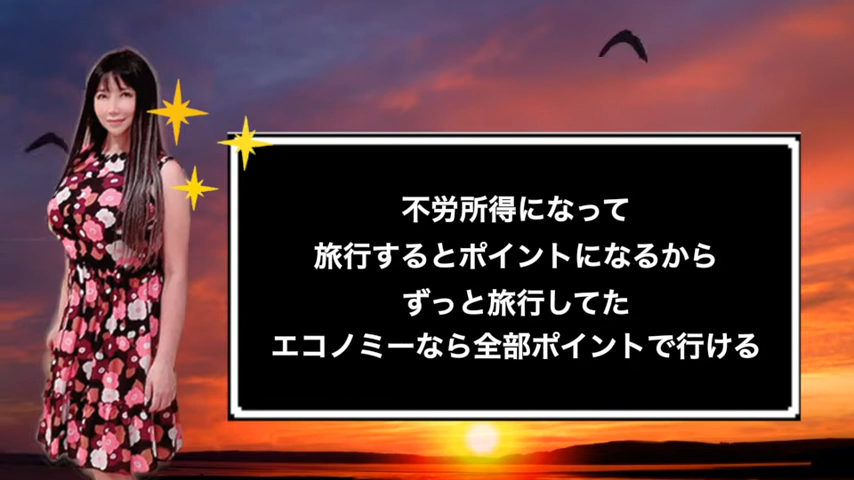 不労所得になって
旅行するとポイントになるから
ずっと旅行してた
エコノミーなら全部ポイントで行ける